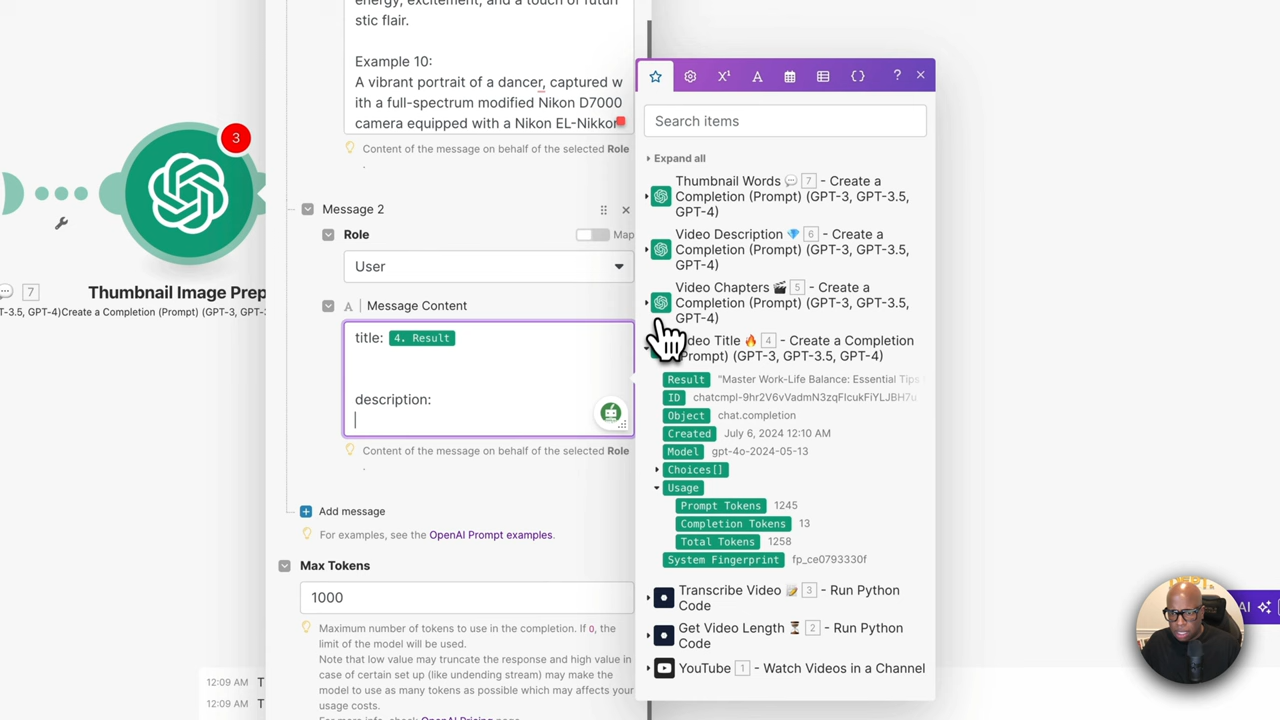 energy, excitement, and a touch of futuri
stic flair.
Example 10:
A vibrant portrait of a dancer, captured w
ith a full-spectrum modified Nikon D7000
camera equipped with a Nikon EL-Nikkor
Content of the message on behalf of the selected Role
.
Message 2
Role
Map
User
A | Message Content
title: 4. Result
description:
Content of the message on behalf of the selected Role
.
Add message
For examples, see the OpenAI Prompt examples.
Max Tokens
1000
Maximum number of tokens to use in the completion. If 0, the
limit of the model will be used.
Note that low value may truncate the response and high value in
case of certain set up (like undending stream) may make the
model to use as many tokens as possible which may affects your
usage costs.
For more info, check OpenAI Pricing page
3
7
Thumbnail Image Prep
T-3.5, GPT-4) Create a Completion (Prompt) (GPT-3, GPT-3
12:09 AM T
12:09 AM T
X¹ A ? ×
Search items
Expand all
Thumbnail Words 💬 7 - Create a
Completion (Prompt) (GPT-3, GPT-3.5,
GPT-4)
Video Description 💎 6 - Create a
Completion (Prompt) (GPT-3, GPT-3.5,
GPT-4)
Video Chapters 🎬 5 - Create a
Completion (Prompt) (GPT-3, GPT-3.5,
GPT-4)
deo Title 🔥 4 - Create a Completion
Prompt) (GPT-3, GPT-3.5, GPT-4)
Result "Master Work-Life Balance: Essential Tips
ID chatcmpl-9hr2V6vVadmN3zqFIcukFiYLJBH7u
Object chat.completion
Created July 6, 2024 12:10 AM
Model gpt-4o-2024-05-13
Choices[]
Usage
Prompt Tokens 1245
Completion Tokens 13
Total Tokens 1258
System Fingerprint fp_ce0793330f
Transcribe Video 📝 3 - Run Python
Code
Get Video Length ⏳ 2 - Run Python
Code
YouTube 1 - Watch Videos in a Channel
AI